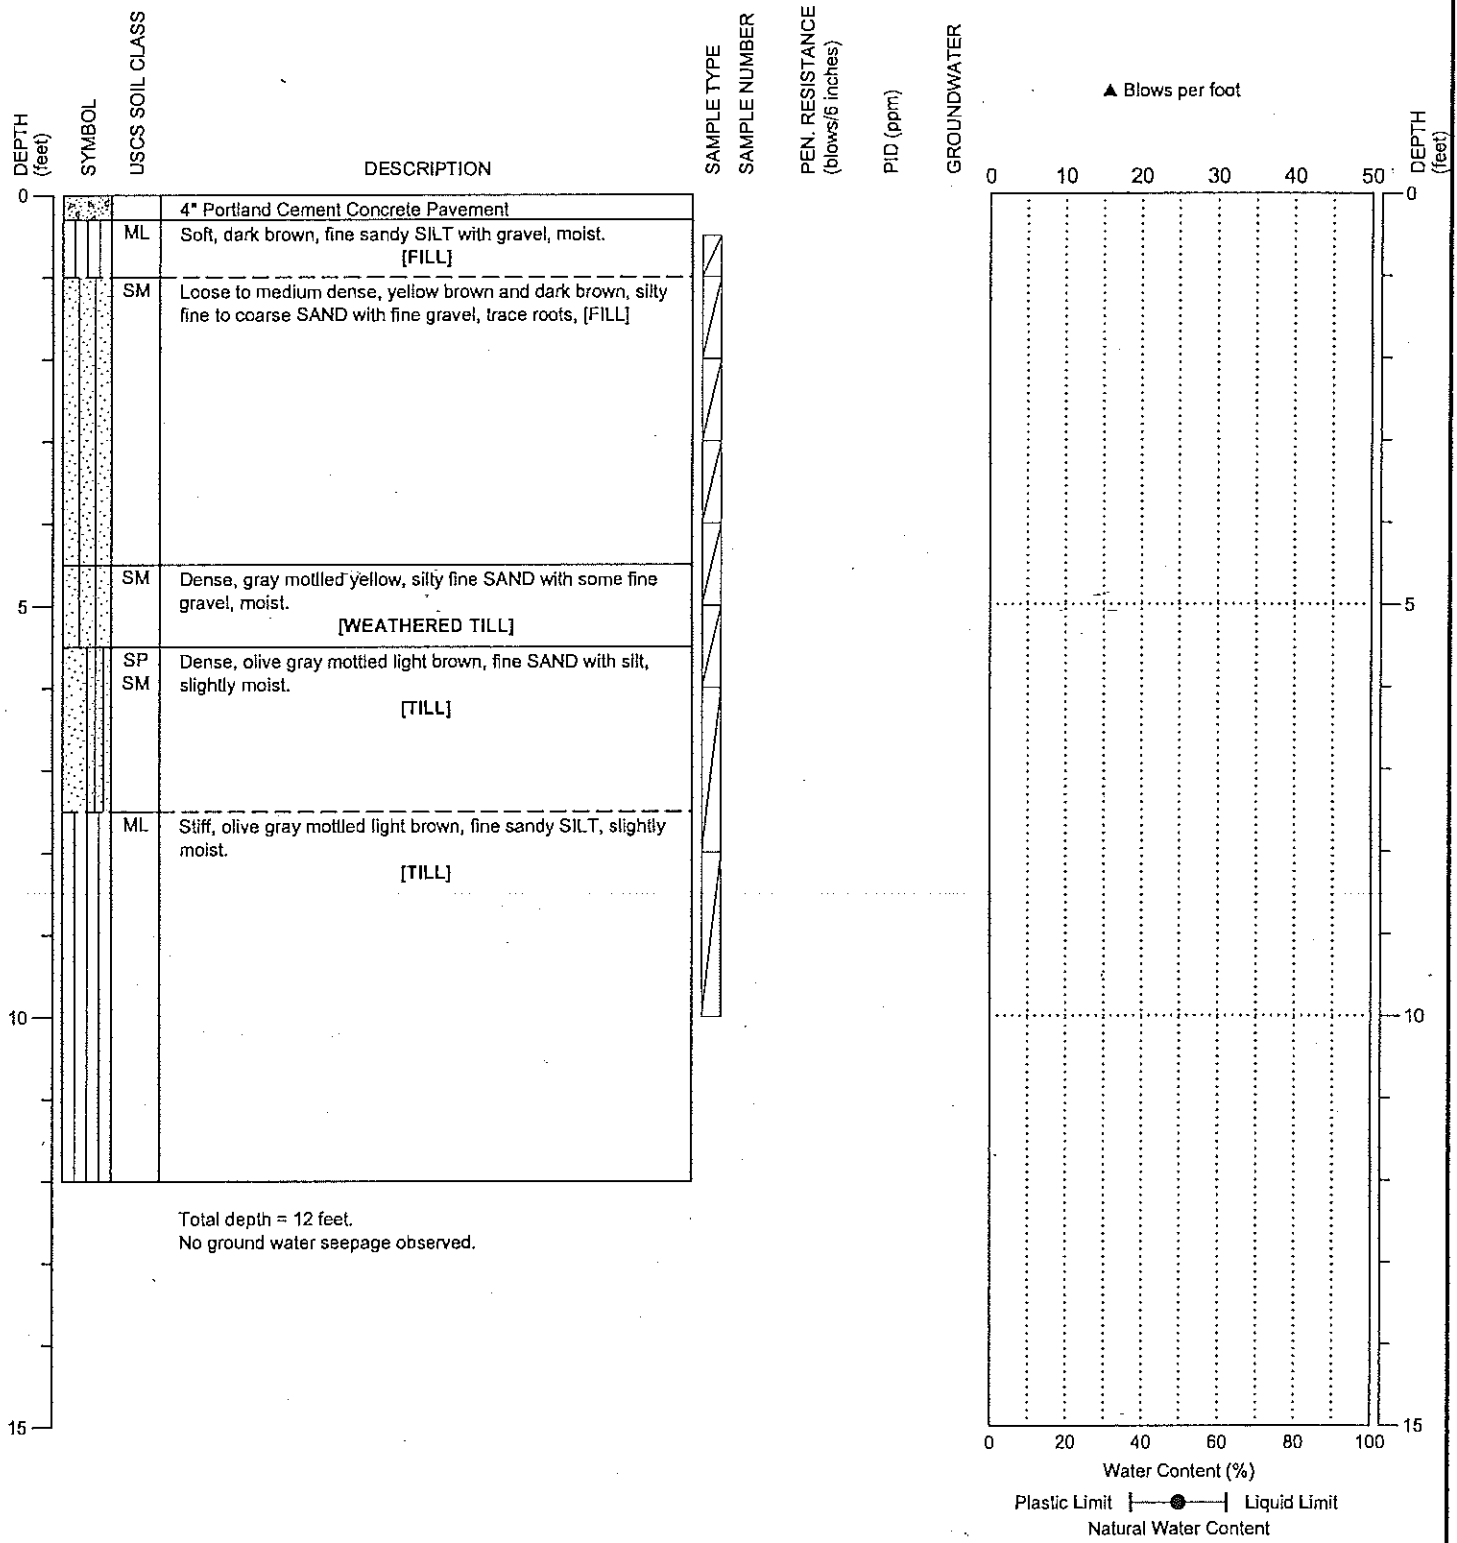 DEPTH
(feet)
SYMBOL
USCS SOIL CLASS
DESCRIPTION
SAMPLE TYPE
SAMPLE NUMBER
PEN. RESISTANCE
(blows/6 inches)
PID (ppm)
GROUNDWATER
▲ Blows per foot
DEPTH
(feet)
0 10 20 30 40 50
0
0
4" Portland Cement Concrete Pavement
ML Soft, dark brown, fine sandy SILT with gravel, moist.
[FILL]
SM Loose to medium dense, yellow brown and dark brown, silty
fine to coarse SAND with fine gravel, trace roots, [FILL]
SM Dense, gray mottled yellow, silty fine SAND with some fine
gravel, moist.
5
5
[WEATHERED TILL]
SP Dense, olive gray mottled light brown, fine SAND with silt,
SM slightly moist.
[TILL]
ML Stiff, olive gray mottled light brown, fine sandy SILT, slightly
moist.
[TILL]
10
10
Total depth = 12 feet.
No ground water seepage observed.
15
15
0 20 40 60 80 100
Water Content (%)
Plastic Limit Liquid Limit
Natural Water Content